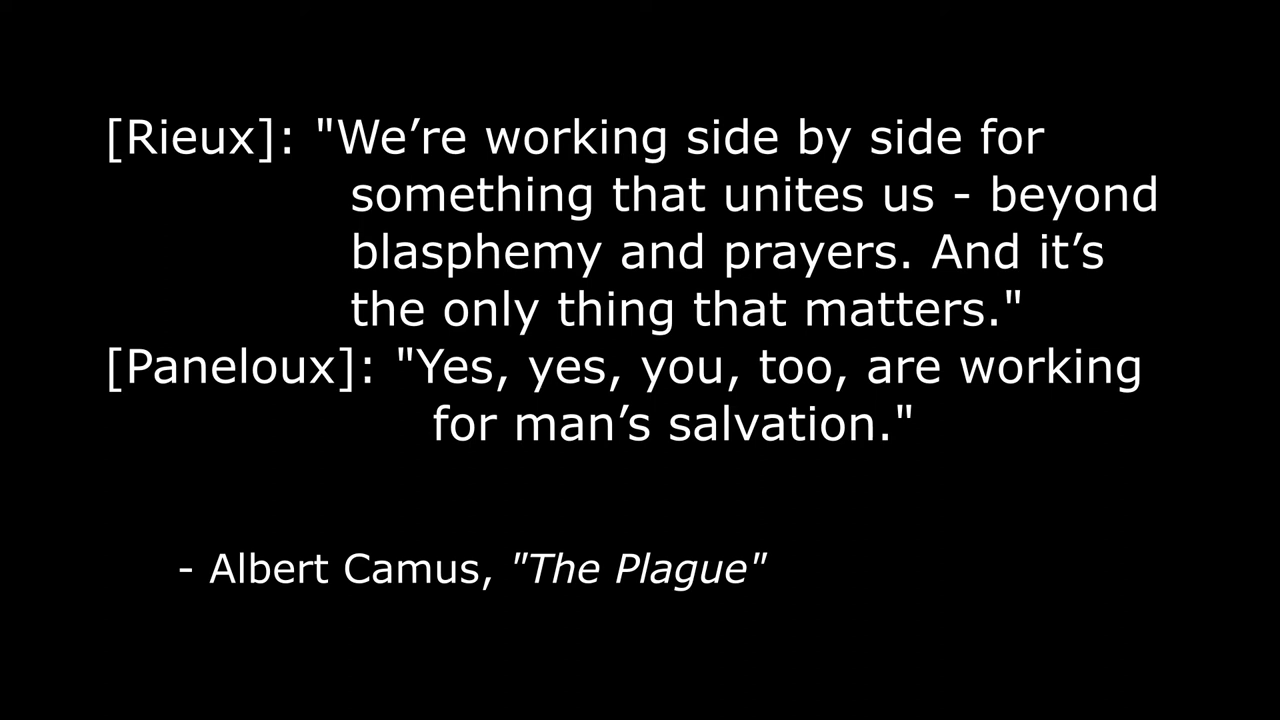 [Rieux]: "We’re working side by side for
something that unites us - beyond
blasphemy and prayers. And it’s
the only thing that matters."
[Paneloux]: "Yes, yes, you, too, are working
for man’s salvation."
- Albert Camus, "The Plague"